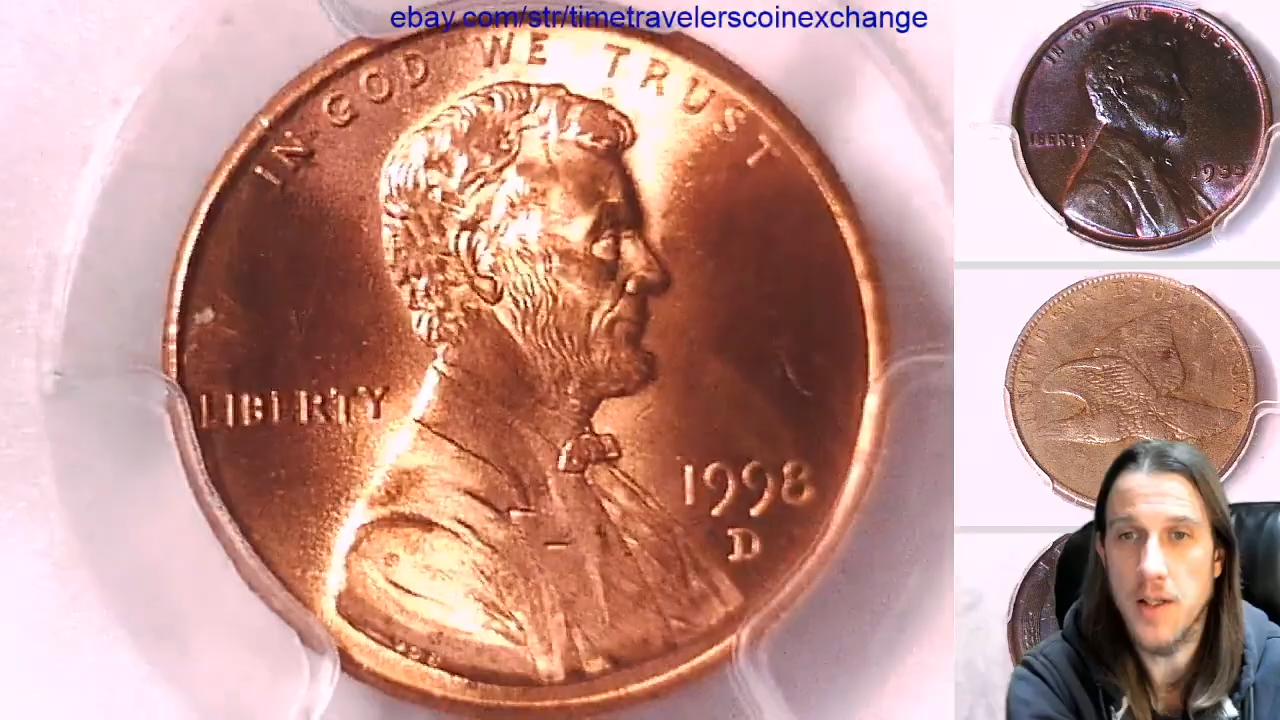 ebay.com/str/timetravelerscoinexchange
IN GOD WE TRUST
LIBERTY
1998
D
IN GOD WE TRUST
LIBERTY